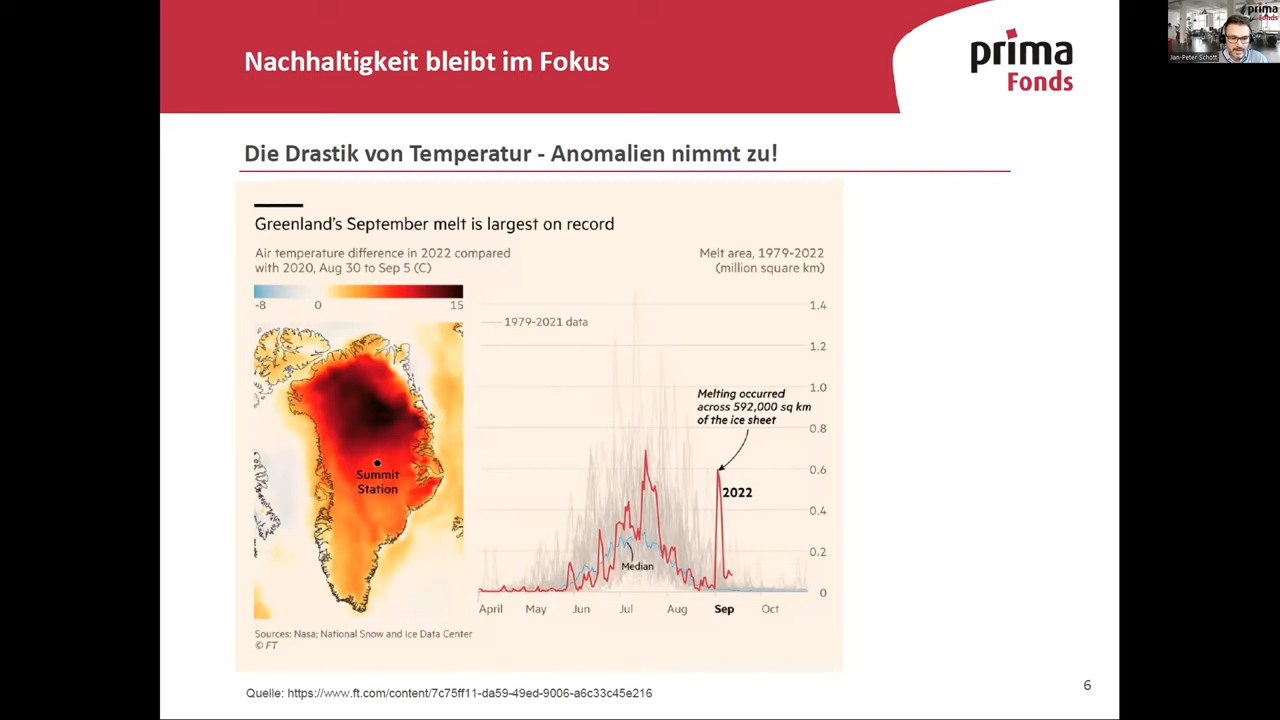 Nachhaltigkeit bleibt im Fokus
prima
Fonds
prima
Fonds
Jan-Peter Schott
Die Drastik von Temperatur - Anomalien nimmt zu!
Greenland's September melt is largest on record
Air temperature difference in 2022 compared
with 2020, Aug 30 to Sep 5 (C)
-8
0
15
Summit
Station
Melt area, 1979-2022
(million square km)
1979-2021 data
1.4
1.2
1.0
0.8
0.6
0.4
0.2
0
Melting occurred
across 592,000 sq km
of the ice sheet
2022
Median
April May Jun Jul Aug Sep Oct
Sources: Nasa; National Snow and Ice Data Center
© FT
Quelle: https://www.ft.com/content/7c75ff11-da59-49ed-9006-a6c33c45e216
6